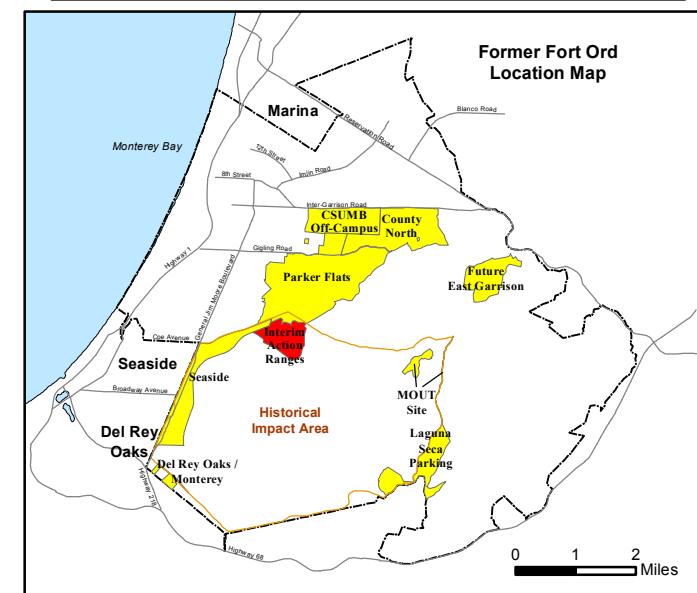 Former Fort Ord
Location Map
Marina
Blanco Road
Reservation Road
Monterey Bay
12th Street
Imjin Road
8th Street
Inter-Garrison Road
CSUMB
Off-Campus
County
North
Gigling Road
Highway 1
General Jim Moore Boulevard
Parker Flats
Future
East Garrison
Coe Avenue
Interim
Action
Ranges
Seaside
Seaside
Broadway Avenue
MOUT
Site
Historical
Impact Area
Del Rey
Oaks
Laguna
Seca
Parking
Del Rey Oaks /
Monterey
Highway 218
Highway 68
0 1 2
Miles